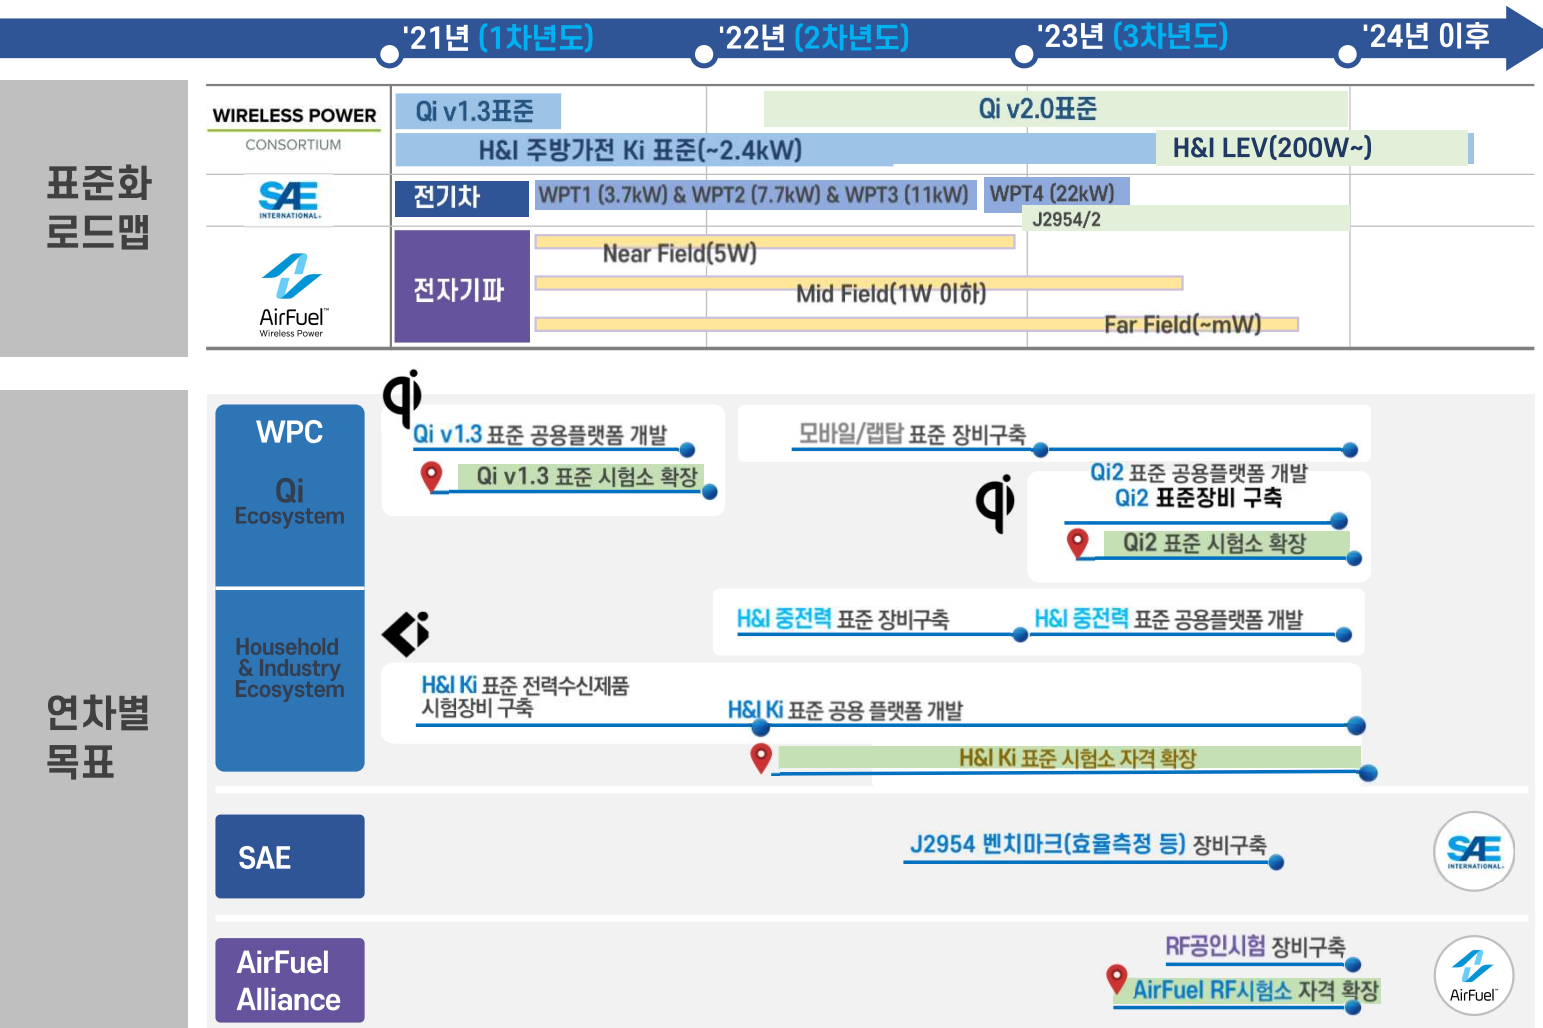 '21년 (1차년도)
'22년 (2차년도)
'23년 (3차년도)
'24년 이후
표준화
로드맵
WIRELESS POWER
CONSORTIUM
Qi v1.3표준
Qi v2.0표준
H&I 주방가전 Ki 표준(~2.4kW)
H&I LEV(200W~)
SAE
INTERNATIONAL
전기차
WPT1 (3.7kW) & WPT2 (7.7kW) & WPT3 (11kW)
WPT4 (22kW)
J2954/2
AirFuel™
Wireless Power
전자기파
Near Field(5W)
Mid Field(1W 이하)
Far Field(~mW)
연차별
목표
WPC
Qi
Ecosystem
qi
Qi v1.3 표준 공용플랫폼 개발
Qi v1.3 표준 시험소 확장
모바일/랩탑 표준 장비구축
qi
Qi2 표준 공용플랫폼 개발
Qi2 표준장비 구축
Qi2 표준 시험소 확장
Household
& Industry
Ecosystem
Ki
H&I 중전력 표준 장비구축
H&I 중전력 표준 공용플랫폼 개발
H&I Ki 표준 전력수신제품
시험장비 구축
H&I Ki 표준 공용 플랫폼 개발
H&I Ki 표준 시험소 자격 확장
SAE
J2954 벤치마크(효율측정 등) 장비구축
SAE
INTERNATIONAL
AirFuel
Alliance
RF공인시험 장비구축
AirFuel RF시험소 자격 확장
AirFuel™